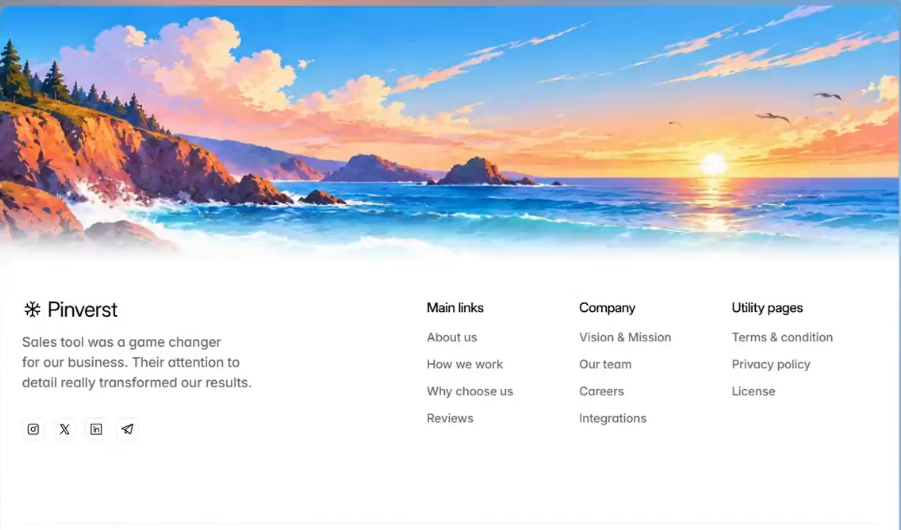 Pinverst
Sales tool was a game changer
for our business. Their attention to
detail really transformed our results.
Main links
About us
How we work
Why choose us
Reviews
Company
Vision & Mission
Our team
Careers
Integrations
Utility pages
Terms & condition
Privacy policy
License